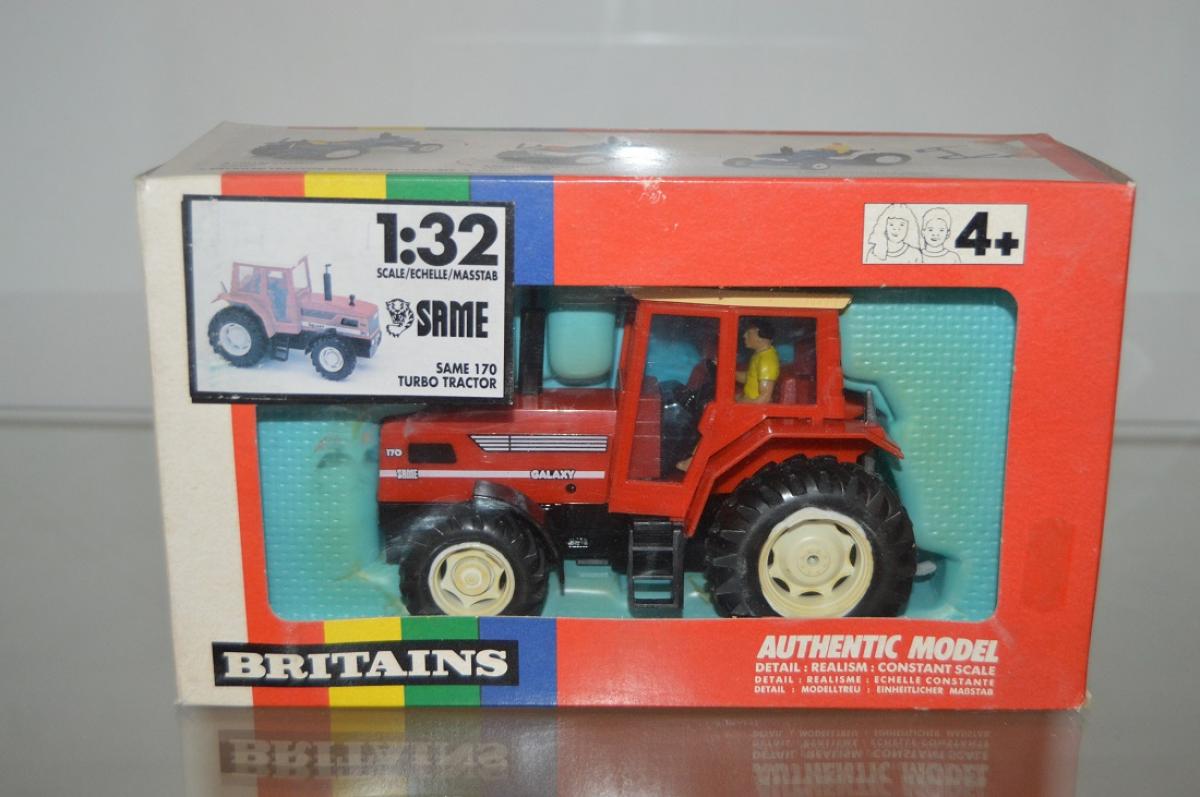 1:32
SCALE/ECHELLE/MASSTAB
SAME
SAME 170
TURBO TRACTOR
4+
170
SAME
GALAXY
BRITAINS
AUTHENTIC MODEL
DETAIL : REALISM : CONSTANT SCALE
DETAIL : REALISME : ECHELLE CONSTANTE
DETAIL : MODELLTREU : EINHEITLICHER MAßSTAB